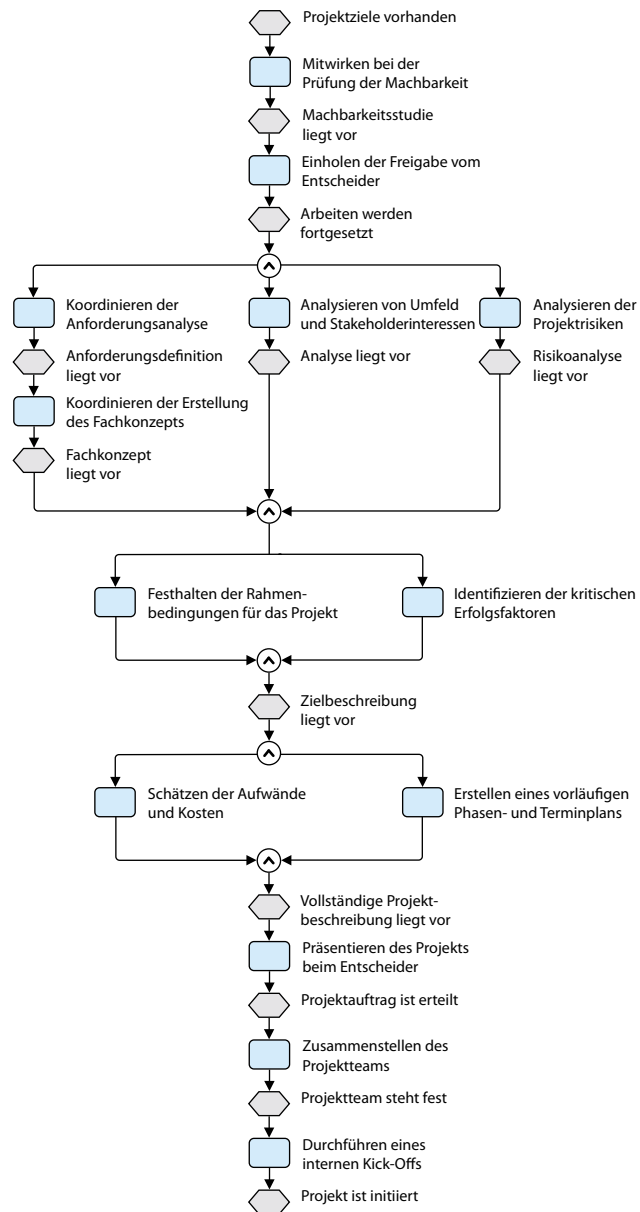 Projektziele vorhanden
Mitwirken bei der
Prüfung der Machbarkeit
Machbarkeitsstudie
liegt vor
Einholen der Freigabe vom
Entscheider
Arbeiten werden
fortgesetzt
Koordinieren der
Anforderungsanalyse
Analysieren von Umfeld
und Stakeholderinteressen
Analysieren der
Projektrisiken
Anforderungsdefinition
liegt vor
Analyse liegt vor
Risikoanalyse
liegt vor
Koordinieren der Erstellung
des Fachkonzepts
Fachkonzept
liegt vor
Festhalten der Rahmen-
bedingungen für das Projekt
Identifizieren der kritischen
Erfolgsfaktoren
Zielbeschreibung
liegt vor
Schätzen der Aufwände
und Kosten
Erstellen eines vorläufigen
Phasen- und Terminplans
Vollständige Projekt-
beschreibung liegt vor
Präsentieren des Projekts
beim Entscheider
Projektauftrag ist erteilt
Zusammenstellen des
Projektteams
Projektteam steht fest
Durchführen eines
internen Kick-Offs
Projekt ist initiiert